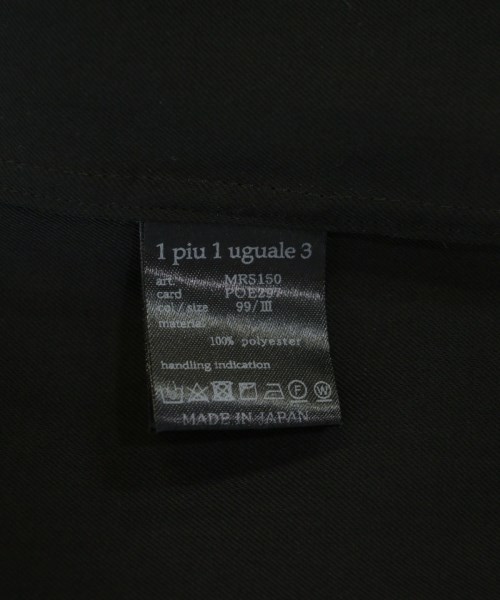 1 piu 1 uguale 3
art. MRS150
card POE297
col/size 99/III
material
100% polyester
handling indication
F W
MADE IN JAPAN